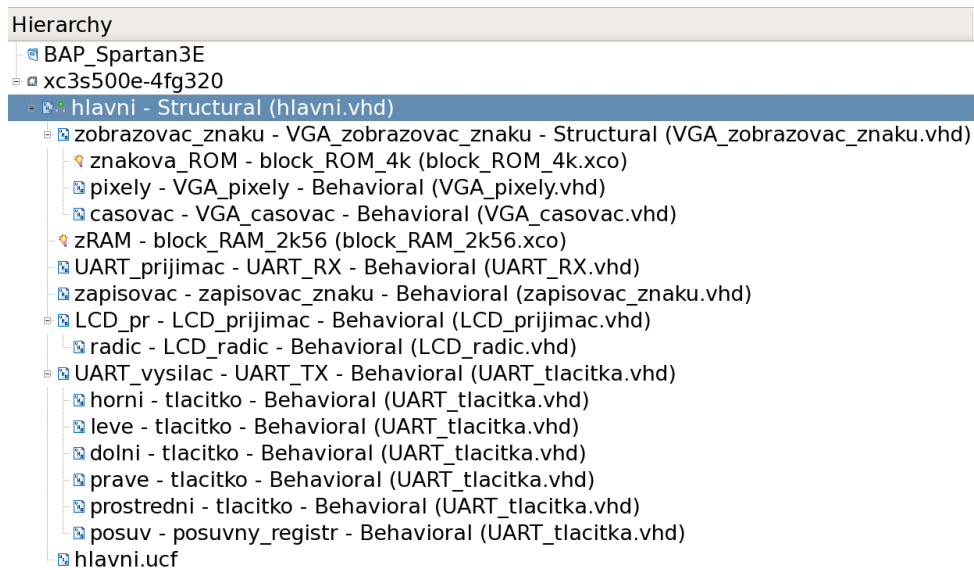 Hierarchy
BAP_Spartan3E
xc3s500e-4fg320
hlavni - Structural (hlavni.vhd)
zobrazovac_znaku - VGA_zobrazovac_znaku - Structural (VGA_zobrazovac_znaku.vhd)
znakova_ROM - block_ROM_4k (block_ROM_4k.xco)
pixely - VGA_pixely - Behavioral (VGA_pixely.vhd)
casovac - VGA_casovac - Behavioral (VGA_casovac.vhd)
zRAM - block_RAM_2k56 (block_RAM_2k56.xco)
UART_prijimac - UART_RX - Behavioral (UART_RX.vhd)
zapisovac - zapisovac_znaku - Behavioral (zapisovac_znaku.vhd)
LCD_pr - LCD_prijimac - Behavioral (LCD_prijimac.vhd)
radic - LCD_radic - Behavioral (LCD_radic.vhd)
UART_vysilac - UART_TX - Behavioral (UART_tlacitka.vhd)
horni - tlacitko - Behavioral (UART_tlacitka.vhd)
leve - tlacitko - Behavioral (UART_tlacitka.vhd)
dolni - tlacitko - Behavioral (UART_tlacitka.vhd)
prave - tlacitko - Behavioral (UART_tlacitka.vhd)
prostredni - tlacitko - Behavioral (UART_tlacitka.vhd)
posuv - posuvny_registr - Behavioral (UART_tlacitka.vhd)
hlavni.ucf